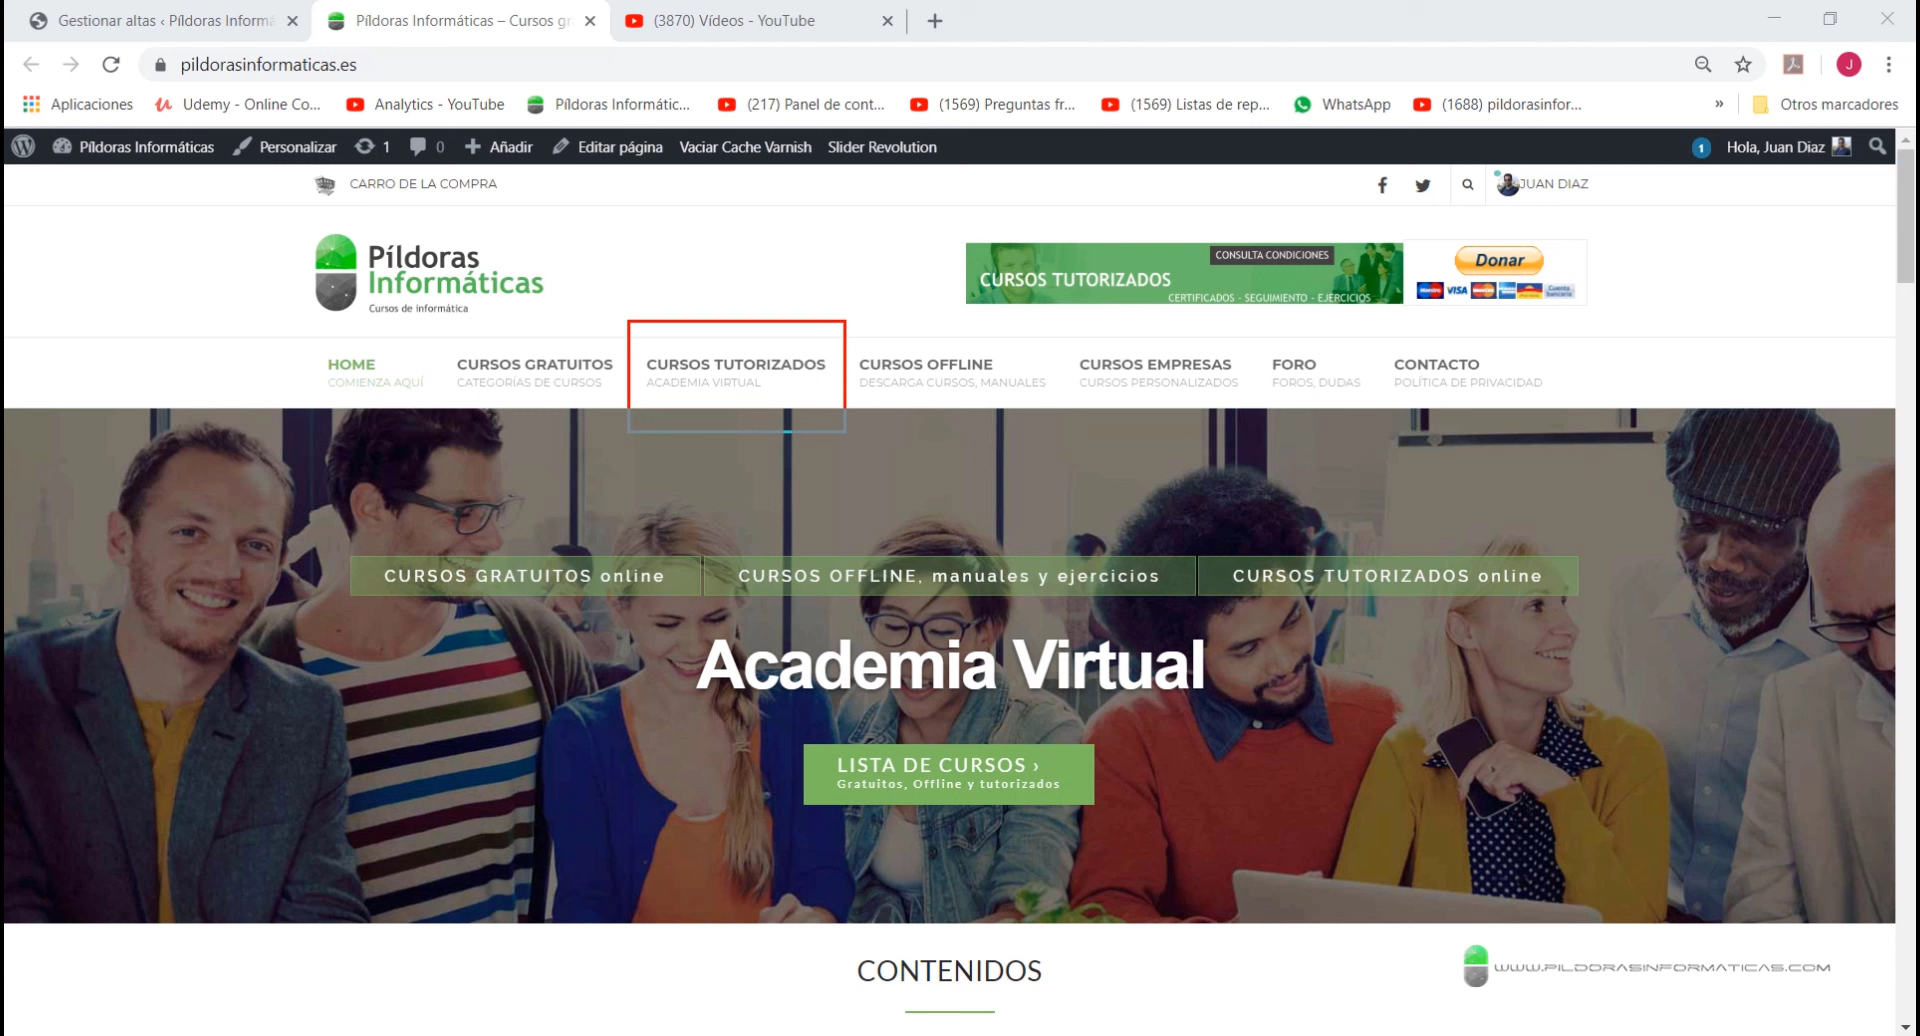 Gestionar altas ‹ Píldoras Informá
Píldoras Informáticas – Cursos gr
(3870) Vídeos - YouTube
pildorasinformaticas.es
J
Aplicaciones
Udemy - Online Co...
Analytics - YouTube
Píldoras Informátic...
(217) Panel de cont...
(1569) Preguntas fr...
(1569) Listas de rep...
WhatsApp
(1688) pildorasinfor...
»
Otros marcadores
Píldoras Informáticas
Personalizar
1
0
Añadir
Editar página
Vaciar Cache Varnish
Slider Revolution
1
Hola, Juan Diaz
CARRO DE LA COMPRA
JUAN DIAZ
Píldoras
Informáticas
Cursos de informática
CONSULTA CONDICIONES
CURSOS TUTORIZADOS
CERTIFICADOS - SEGUIMIENTO - EJERCICIOS
Donar
VISA
Cuenta bancaria
HOME
COMIENZA AQUÍ
CURSOS GRATUITOS
CATEGORÍAS DE CURSOS
CURSOS TUTORIZADOS
ACADEMIA VIRTUAL
CURSOS OFFLINE
DESCARGA CURSOS, MANUALES
CURSOS EMPRESAS
CURSOS PERSONALIZADOS
FORO
FOROS, DUDAS
CONTACTO
POLÍTICA DE PRIVACIDAD
CURSOS GRATUITOS online
CURSOS OFFLINE, manuales y ejercicios
CURSOS TUTORIZADOS online
Academia Virtual
LISTA DE CURSOS ›
Gratuitos, Offline y tutorizados
CONTENIDOS
WWW.PILDORASINFORMATICAS.COM